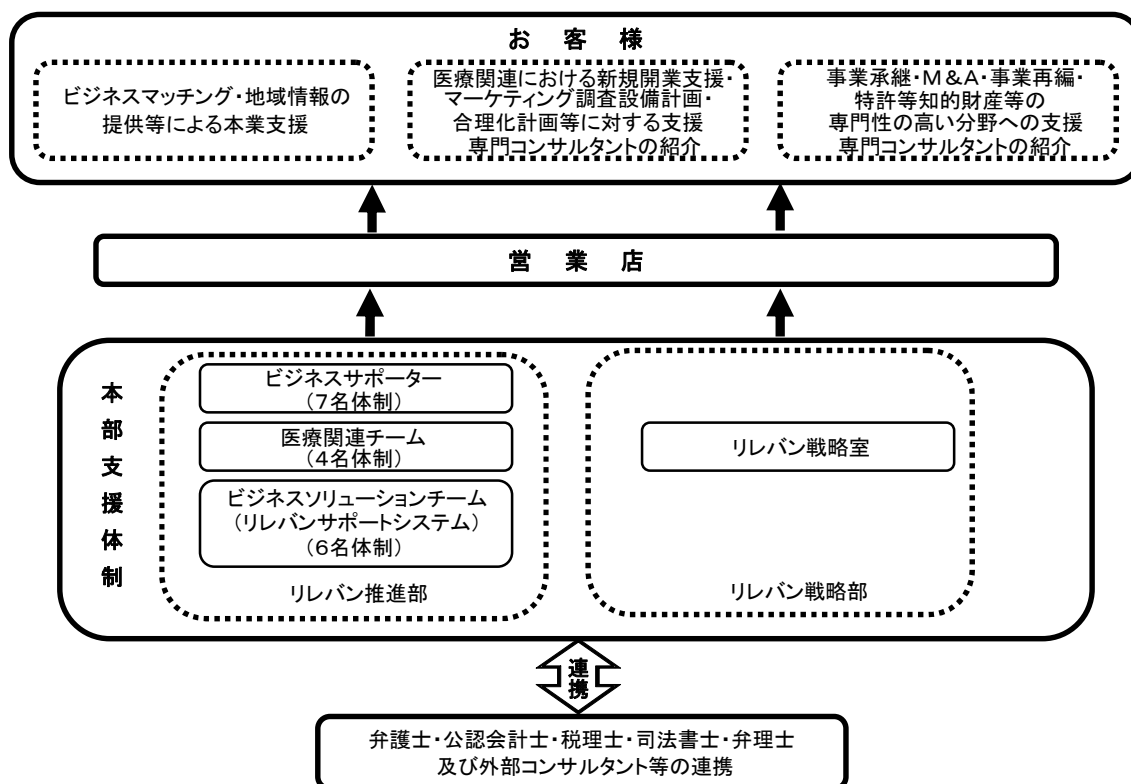 お客様
ビジネスマッチング・地域情報の
提供等による本業支援
医療関連における新規開業支援・
マーケティング調査設備計画・
合理化計画等に対する支援
専門コンサルタントの紹介
事業承継・M&A・事業再編・
特許等知的財産等の
専門性の高い分野への支援
専門コンサルタントの紹介
営業店
本部支援体制
ビジネスサポーター
(7名体制)
医療関連チーム
(4名体制)
ビジネスソリューションチーム
(リレバンサポートシステム)
(6名体制)
リレバン推進部
リレバン戦略室
リレバン戦略部
連携
弁護士・公認会計士・税理士・司法書士・弁理士
及び外部コンサルタント等の連携